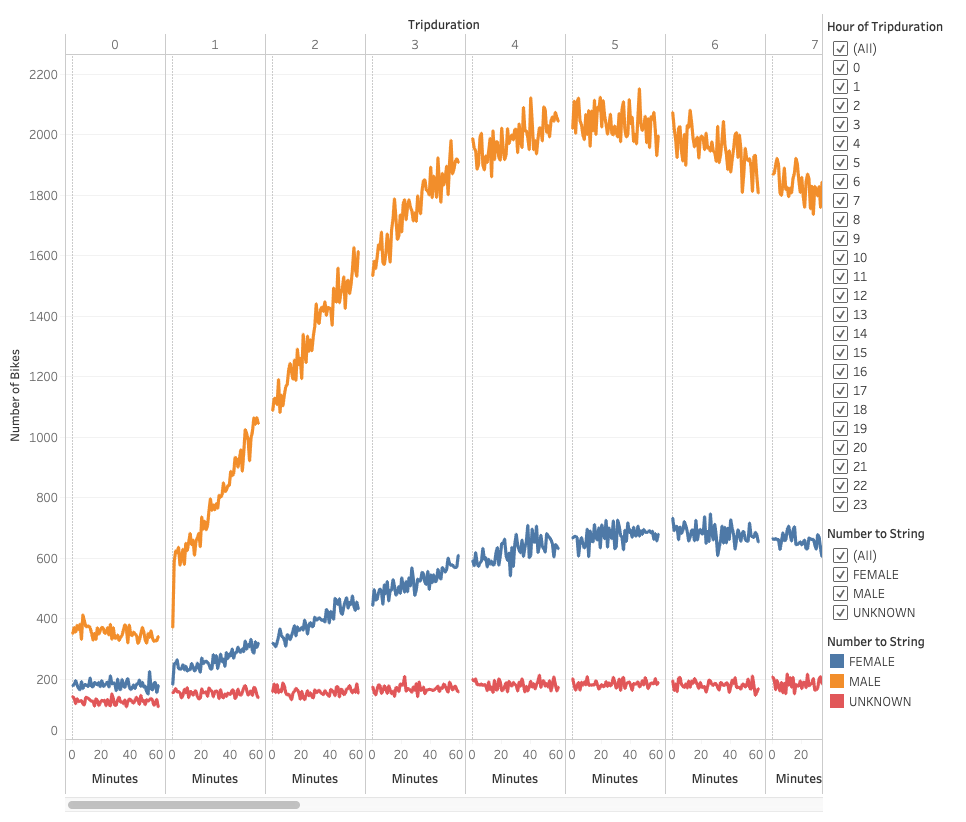 Tripduration
0 1 2 3 4 5 6 7
2200
2000
1800
1600
1400
1200
1000
800
600
400
200
0
Number of Bikes
0 20 40 60 0 20 40 60 0 20 40 60 0 20 40 60 0 20 40 60 0 20 40 60 0 20 40 60 0 20
Minutes Minutes Minutes Minutes Minutes Minutes Minutes Minutes
Hour of Tripduration
(All)
0
1
2
3
4
5
6
7
8
9
10
11
12
13
14
15
16
17
18
19
20
21
22
23
Number to String
(All)
FEMALE
MALE
UNKNOWN
Number to String
FEMALE
MALE
UNKNOWN